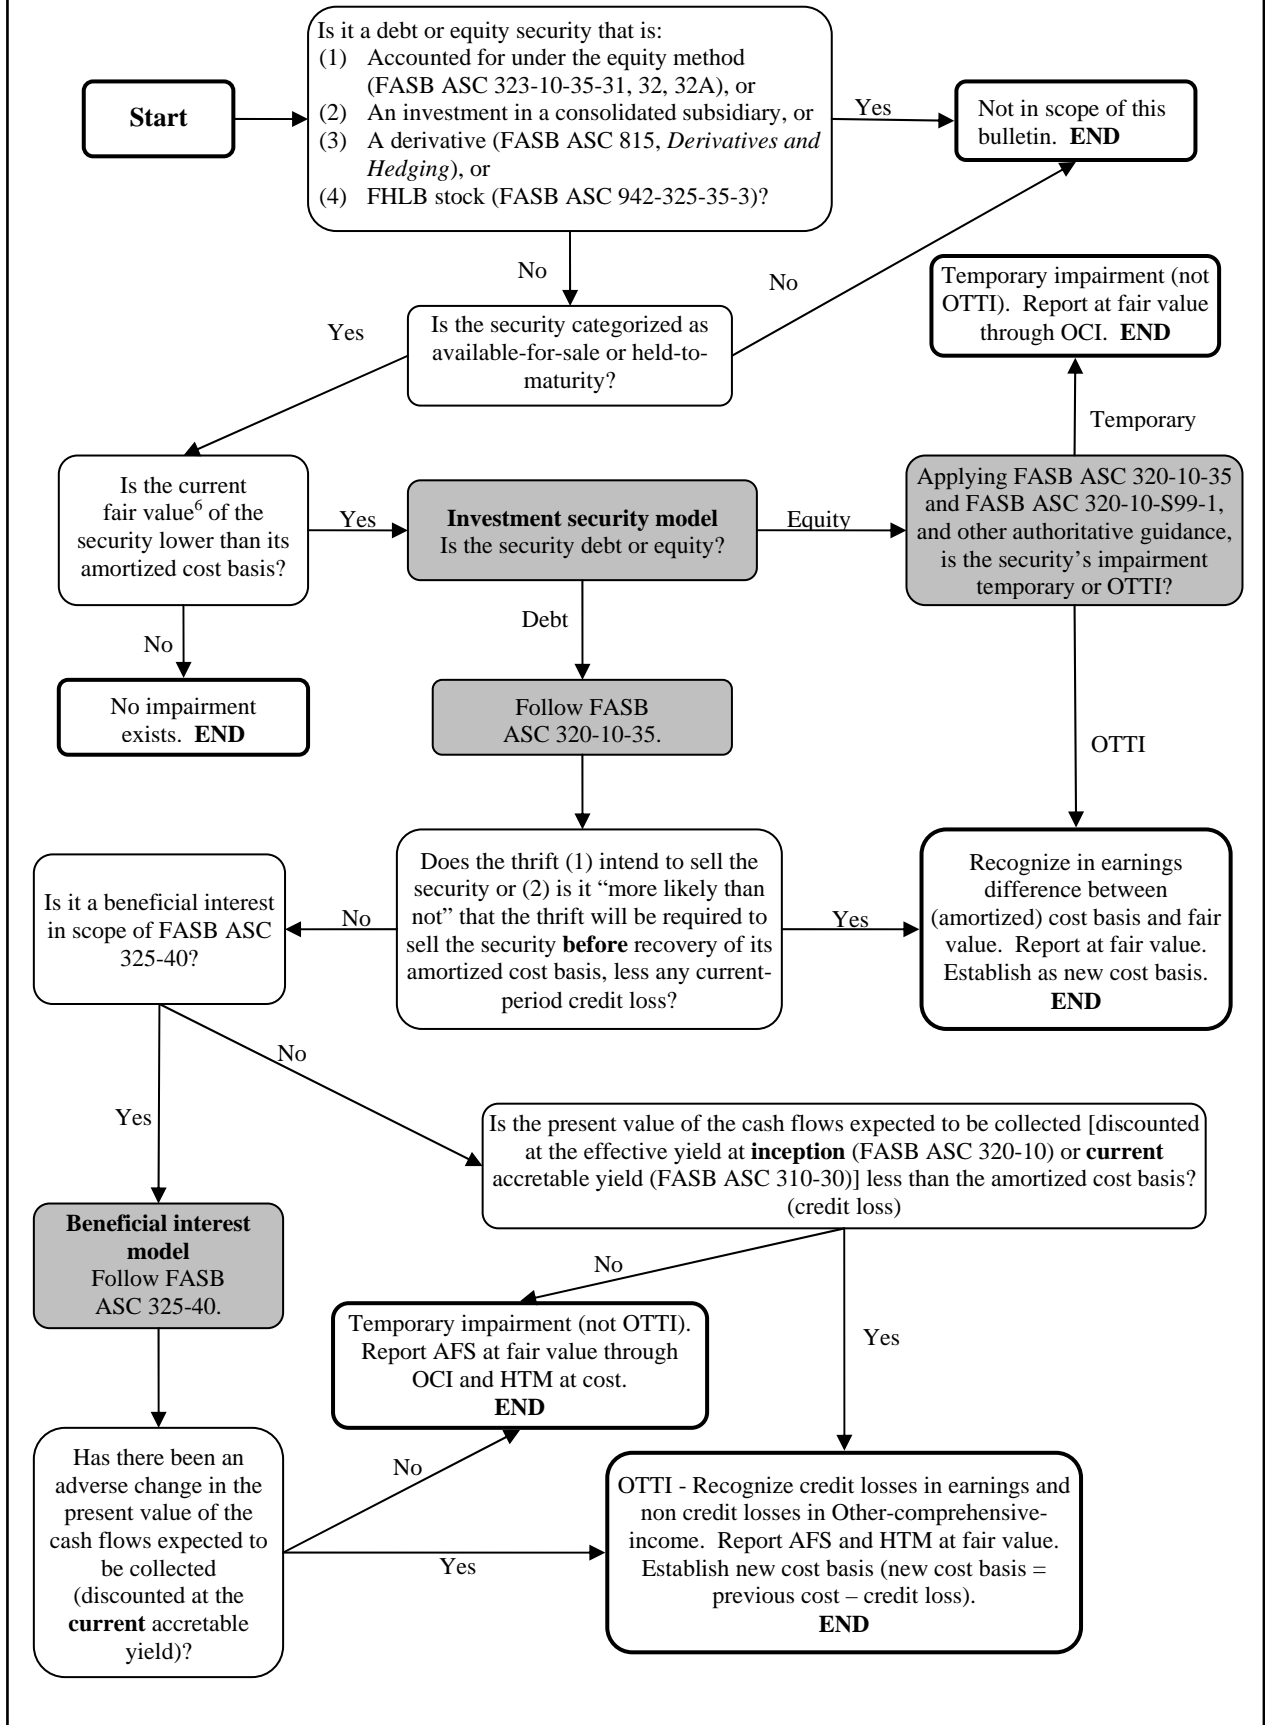 Is it a debt or equity security that is:
(1) Accounted for under the equity method
(FASB ASC 323-10-35-31, 32, 32A), or
(2) An investment in a consolidated subsidiary, or
(3) A derivative (FASB ASC 815, Derivatives and
Hedging), or
(4) FHLB stock (FASB ASC 942-325-35-3)?
Start
Yes
Not in scope of this
bulletin. END
No
No
Temporary impairment (not
OTTI). Report at fair value
through OCI. END
Yes
Is the security categorized as
available-for-sale or held-to-
maturity?
Temporary
Is the current
fair value6 of the
security lower than its
amortized cost basis?
Yes
Investment security model
Is the security debt or equity?
Equity
Applying FASB ASC 320-10-35
and FASB ASC 320-10-S99-1,
and other authoritative guidance,
is the security's impairment
temporary or OTTI?
Debt
No
No impairment
exists. END
Follow FASB
ASC 320-10-35.
OTTI
Is it a beneficial interest
in scope of FASB ASC
325-40?
No
Does the thrift (1) intend to sell the
security or (2) is it “more likely than
not” that the thrift will be required to
sell the security before recovery of its
amortized cost basis, less any current-
period credit loss?
Yes
Recognize in earnings
difference between
(amortized) cost basis and fair
value. Report at fair value.
Establish as new cost basis.
END
No
Yes
Is the present value of the cash flows expected to be collected [discounted
at the effective yield at inception (FASB ASC 320-10) or current
accretable yield (FASB ASC 310-30)] less than the amortized cost basis?
(credit loss)
Beneficial interest
model
Follow FASB
ASC 325-40.
No
Temporary impairment (not OTTI).
Report AFS at fair value through
OCI and HTM at cost.
END
Yes
Has there been an
adverse change in the
present value of the
cash flows expected to
be collected
(discounted at the
current accretable
yield)?
No
Yes
OTTI - Recognize credit losses in earnings and
non credit losses in Other-comprehensive-
income. Report AFS and HTM at fair value.
Establish new cost basis (new cost basis =
previous cost – credit loss).
END